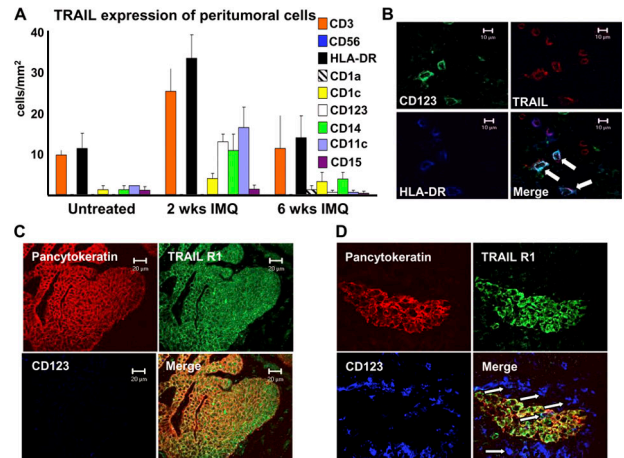 A
TRAIL expression of peritumoral cells
cells/mm²
40
30
20
10
Untreated
2 wks IMQ
6 wks IMQ
CD3
CD56
HLA-DR
CD1a
CD1c
CD123
CD14
CD11c
CD15
B
10 µm
10 µm
CD123
TRAIL
10 µm
10 µm
HLA-DR
Merge
C
Pancytokeratin
TRAIL R1
20 µm
20 µm
CD123
Merge
20 µm
20 µm
D
Pancytokeratin
TRAIL R1
CD123
Merge